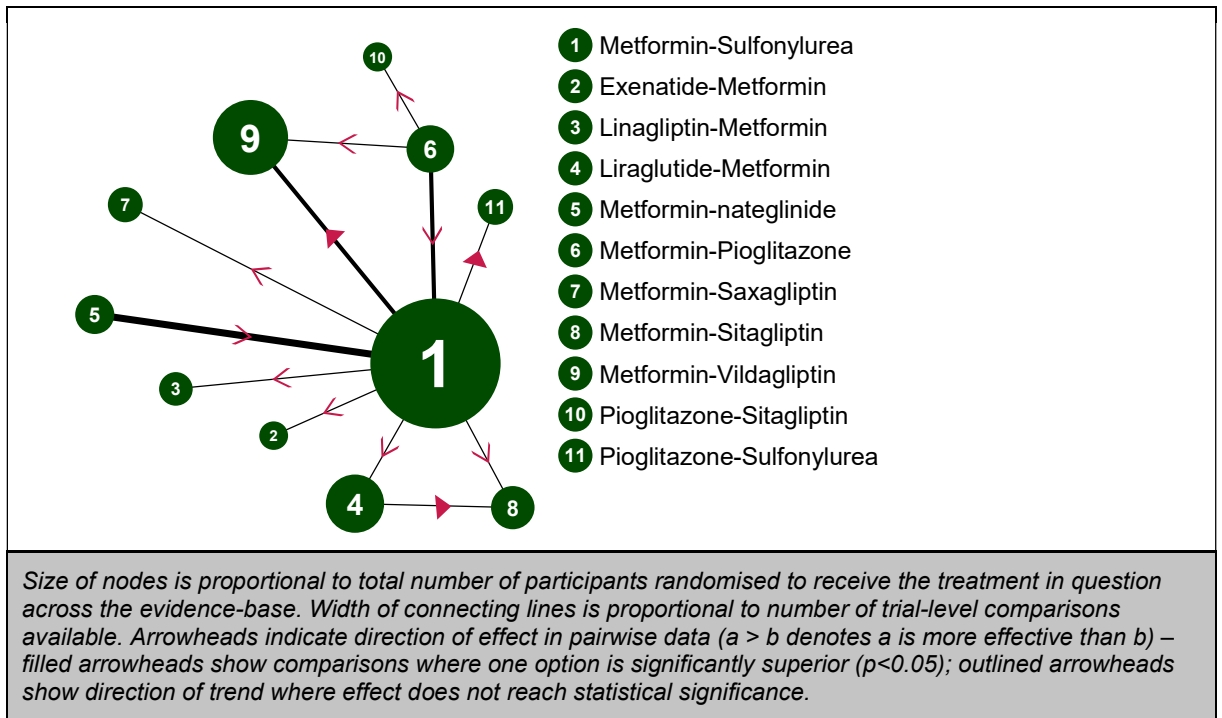 10
9
6
7
11
5
1
3
2
4
8
1 Metformin-Sulfonylurea
2 Exenatide-Metformin
3 Linagliptin-Metformin
4 Liraglutide-Metformin
5 Metformin-nateglinide
6 Metformin-Pioglitazone
7 Metformin-Saxagliptin
8 Metformin-Sitagliptin
9 Metformin-Vildagliptin
10 Pioglitazone-Sitagliptin
11 Pioglitazone-Sulfonylurea
Size of nodes is proportional to total number of participants randomised to receive the treatment in question
across the evidence-base. Width of connecting lines is proportional to number of trial-level comparisons
available. Arrowheads indicate direction of effect in pairwise data (a > b denotes a is more effective than b) –
filled arrowheads show comparisons where one option is significantly superior (p<0.05); outlined arrowheads
show direction of trend where effect does not reach statistical significance.